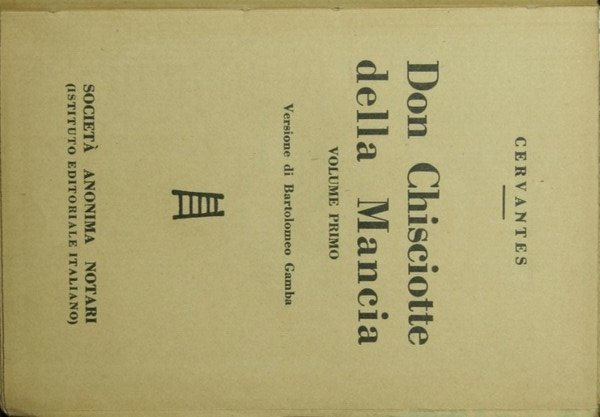 CERVANTES
Don Chisciotte
della Mancia
VOLUME PRIMO
Versione di Bartolomeo Gamba
SOCIETÀ ANONIMA NOTARI
(ISTITUTO EDITORIALE ITALIANO)